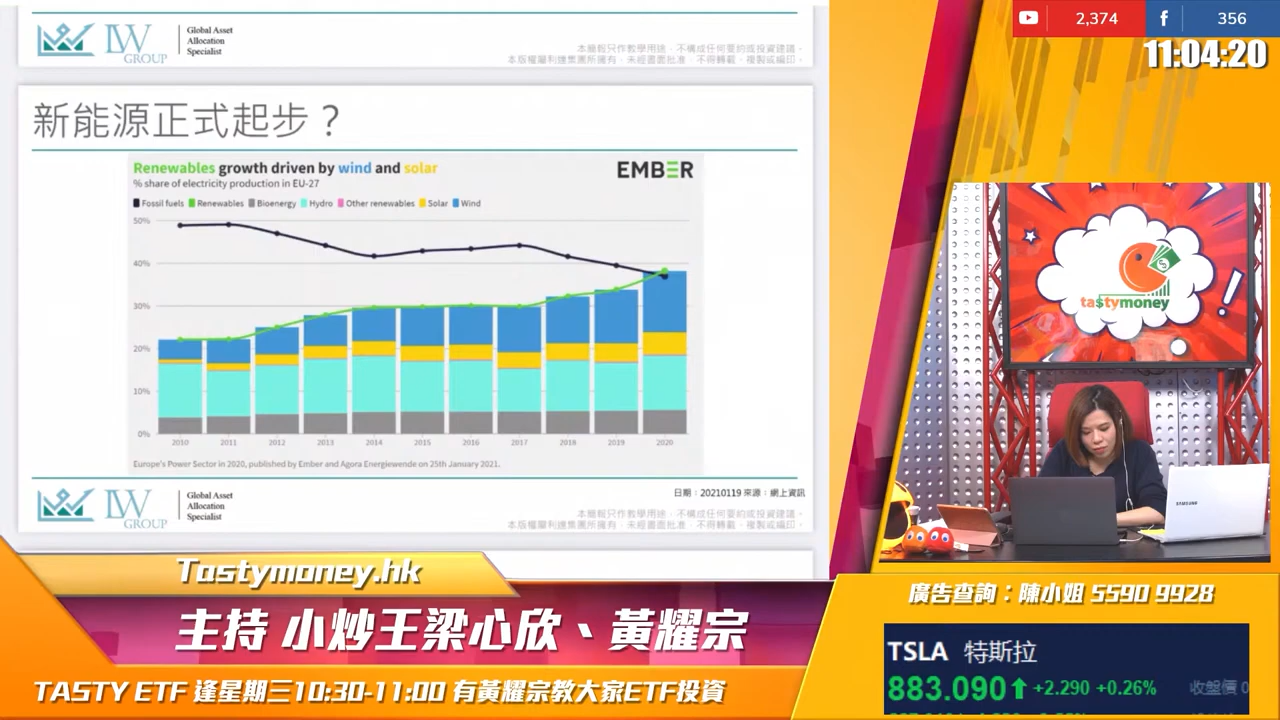 IW GROUP
Global Asset
Allocation
Specialist
本簡報只作教學用途，不構成任何要約或投資建議。
本版權屬利達集團所擁有，未經書面批准，不得轉載，複製或編印。
新能源正式起步？
Renewables growth driven by wind and solar
EMBER
% share of electricity production in EU-27
Fossil fuels Renewables Bioenergy Hydro Other renewables Solar Wind
50%
40%
30%
20%
10%
0%
2010 2011 2012 2013 2014 2015 2016 2017 2018 2019 2020
Europe's Power Sector in 2020, published by Ember and Agora Energiewende on 25th January 2021.
日期：20210119 來源：網上資訊
IW GROUP
Global Asset
Allocation
Specialist
本簡報只作教學用途，不構成任何要約或投資建議。
本版權屬利達集團所擁有，未經書面批准，不得轉載，複製或編印。
2,374
f 356
11:04:20
ta$tymoney
SAMSUNG
Tastymoney.hk
主持 小炒王梁心欣、黃耀宗
TASTY ETF 逢星期三10:30-11:00 有黃耀宗教大家ETF投資
廣告查詢：陳小姐 5590 9928
TSLA 特斯拉
883.090 +2.290 +0.26% 收盤價 0